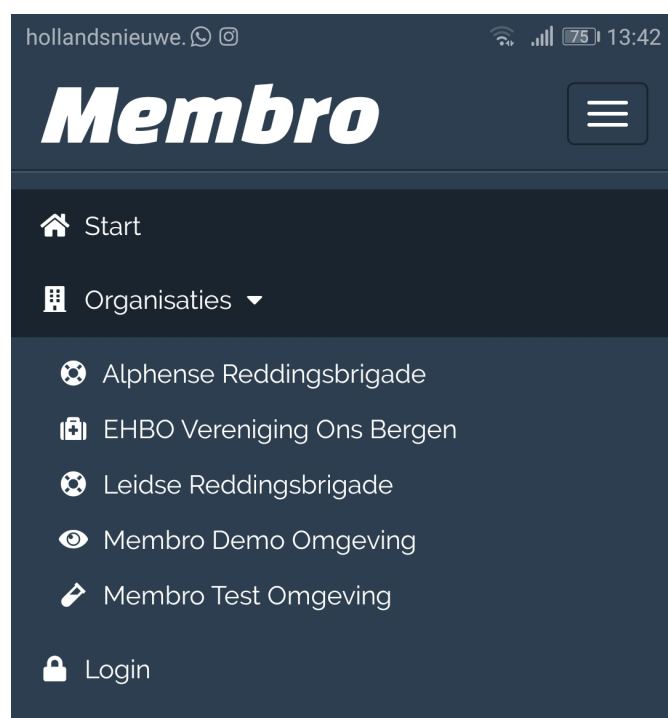 hollandsnieuwe. 75 13:42
Membro
Start
Organisaties
Alphense Reddingsbrigade
EHBO Vereniging Ons Bergen
Leidse Reddingsbrigade
Membro Demo Omgeving
Membro Test Omgeving
Login